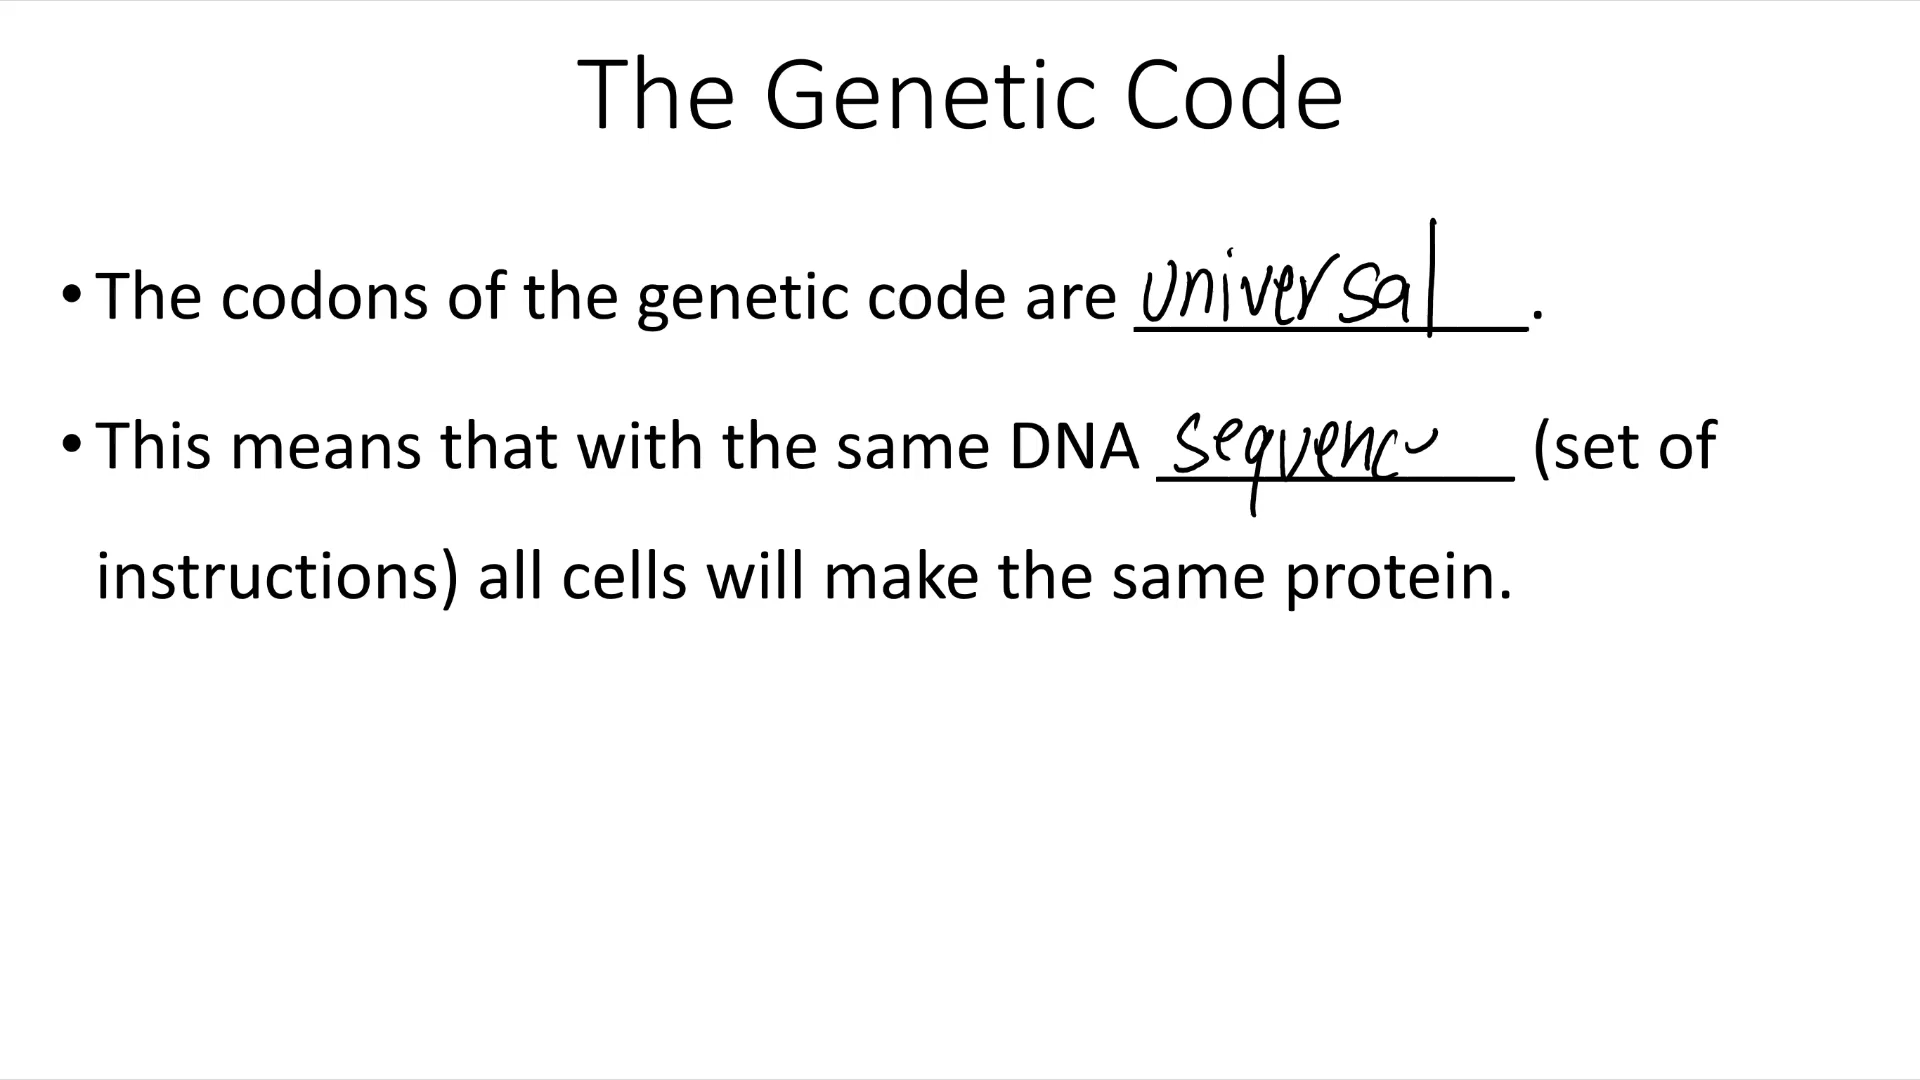 The Genetic Code
• The codons of the genetic code are universal.
• This means that with the same DNA sequence (set of
instructions) all cells will make the same protein.